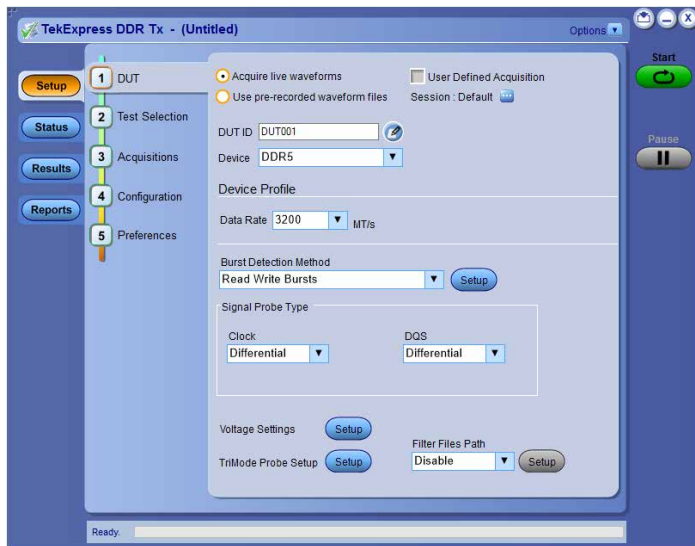 TekExpress DDR Tx - (Untitled)
Options
Start
Pause
Setup
Status
Results
Reports
1 DUT
2 Test Selection
3 Acquisitions
4 Configuration
5 Preferences
Acquire live waveforms
User Defined Acquisition
Use pre-recorded waveform files
Session : Default
DUT ID DUT001
Device DDR5
Device Profile
Data Rate 3200 MT/s
Burst Detection Method
Read Write Bursts
Setup
Signal Probe Type
Clock
DQS
Differential
Differential
Voltage Settings Setup
Filter Files Path
TriMode Probe Setup Setup
Disable
Setup
Ready.